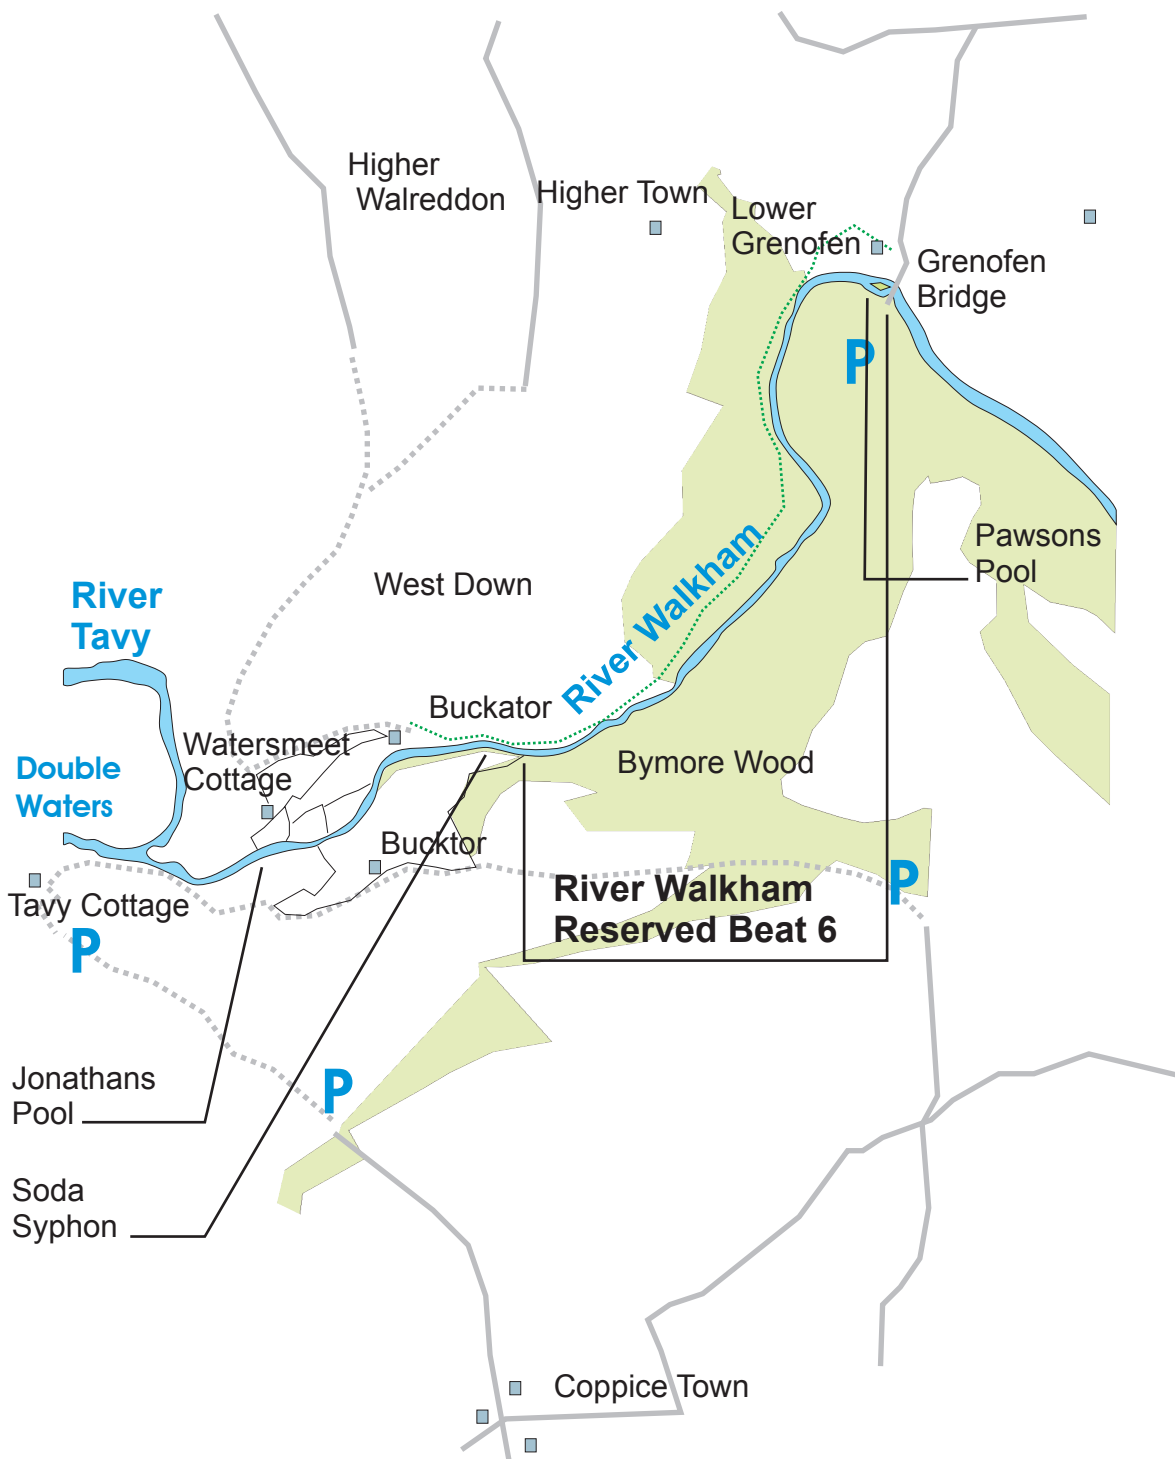 Higher
Walreddon
Higher Town
Lower
Grenofen
Grenofen
Bridge
P
Pawsons
Pool
West Down
River
Tavy
River Walkham
Buckator
Watersmeet
Cottage
Double
Waters
Bymore Wood
Bucktor
P
River Walkham
Reserved Beat 6
Tavy Cottage
P
Jonathans
Pool
P
Soda
Syphon
Coppice Town